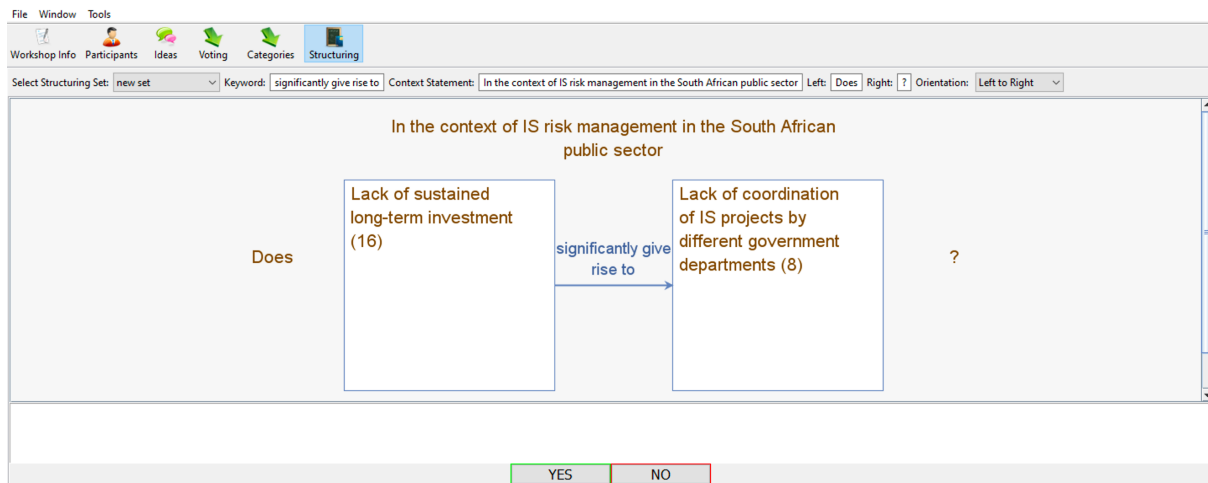 File Window Tools
Workshop Info Participants Ideas Voting Categories Structuring
Select Structuring Set: new set Keyword: significantly give rise to Context Statement: In the context of IS risk management in the South African public sector Left: Does Right: ? Orientation: Left to Right
In the context of IS risk management in the South African
public sector
Does
Lack of sustained
long-term investment
(16)
significantly give
rise to
Lack of coordination
of IS projects by
different government
departments (8)
?
YES NO